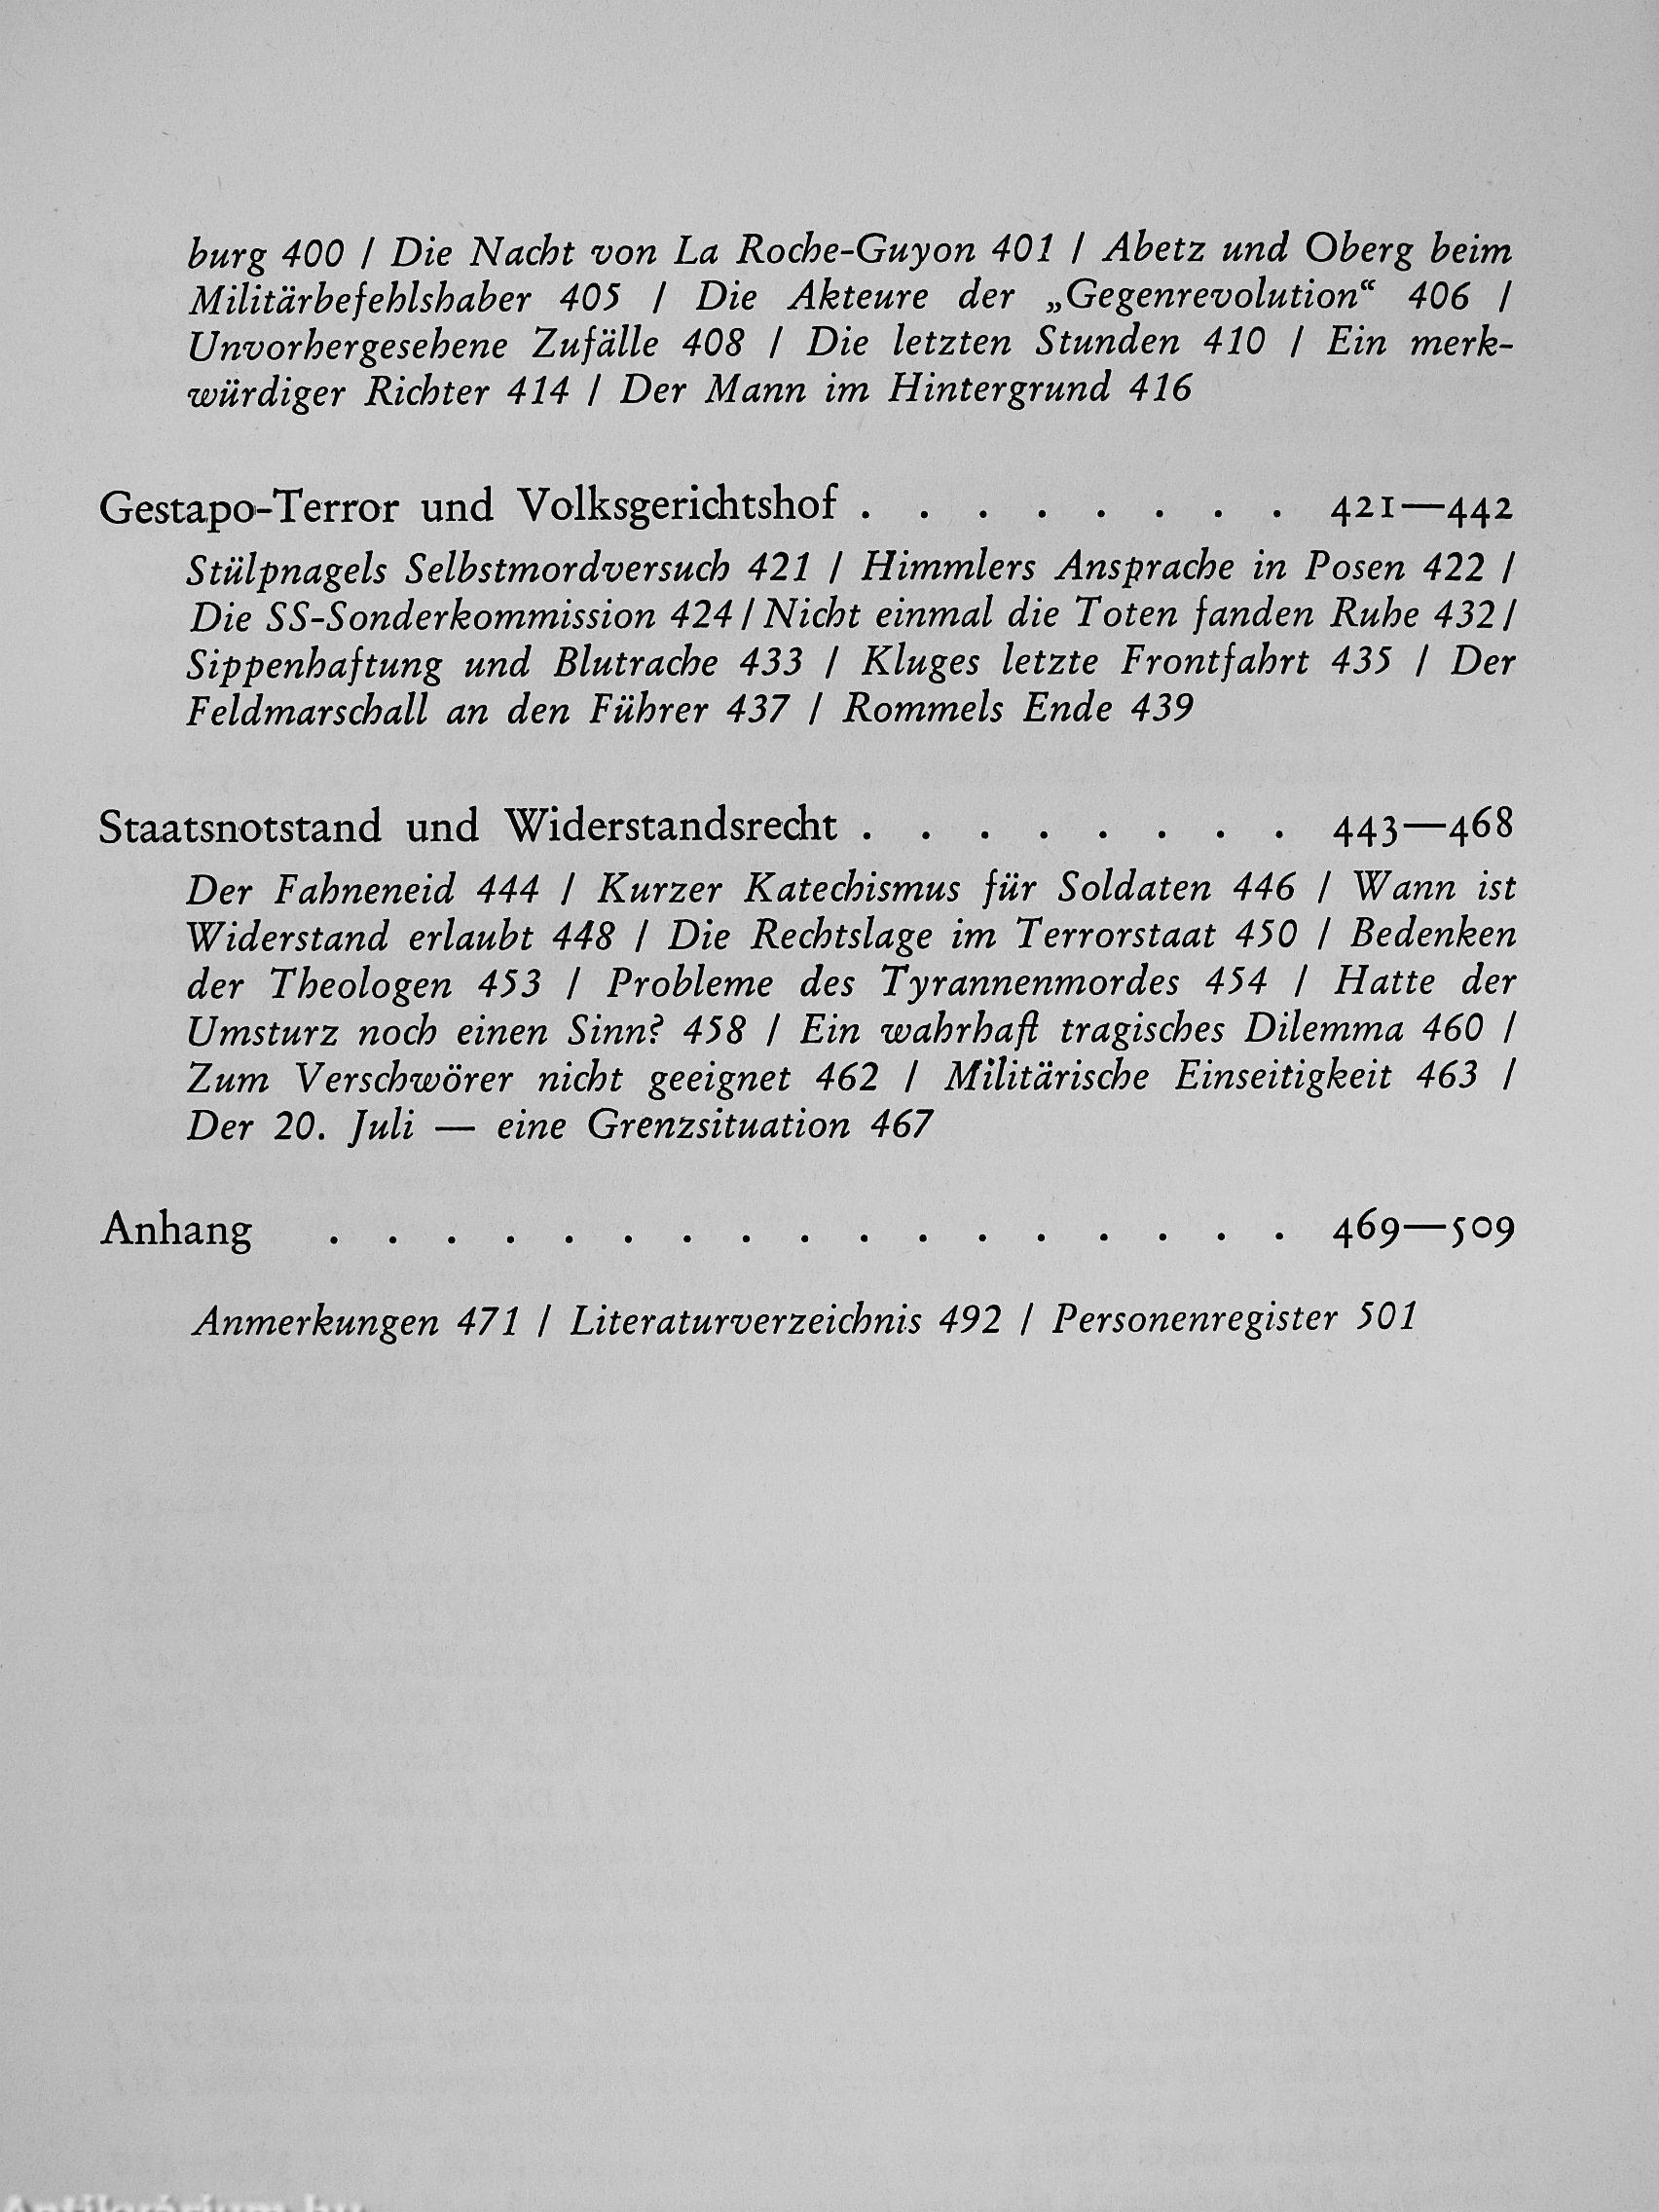 burg 400 / Die Nacht von La Roche-Guyon 401 / Abetz und Oberg beim
Militärbefehlshaber 405 / Die Akteure der „Gegenrevolution“ 406 /
Unvorhergesehene Zufälle 408 / Die letzten Stunden 410 / Ein merk-
würdiger Richter 414 / Der Mann im Hintergrund 416
Gestapo-Terror und Volksgerichtshof . . . . . . . . 421—442
Stülpnagels Selbstmordversuch 421 / Himmlers Ansprache in Posen 422 /
Die SS-Sonderkommission 424 / Nicht einmal die Toten fanden Ruhe 432 /
Sippenhaftung und Blutrache 433 / Kluges letzte Frontfahrt 435 / Der
Feldmarschall an den Führer 437 / Rommels Ende 439
Staatsnotstand und Widerstandsrecht . . . . . . . . 443—468
Der Fahneneid 444 / Kurzer Katechismus für Soldaten 446 / Wann ist
Widerstand erlaubt 448 / Die Rechtslage im Terrorstaat 450 / Bedenken
der Theologen 453 / Probleme des Tyrannenmordes 454 / Hatte der
Umsturz noch einen Sinn? 458 / Ein wahrhaft tragisches Dilemma 460 /
Zum Verschwörer nicht geeignet 462 / Militärische Einseitigkeit 463 /
Der 20. Juli — eine Grenzsituation 467
Anhang . . . . . . . . . . . . . . . . . 469—509
Anmerkungen 471 / Literaturverzeichnis 492 / Personenregister 501
Antikvárium.hu